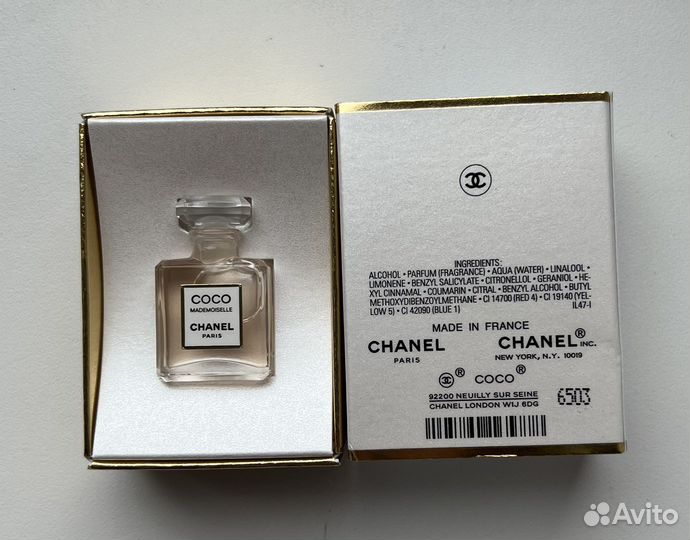 COCO
MADEMOISELLE
CHANEL
PARIS
INGREDIENTS:
ALCOHOL • PARFUM (FRAGRANCE) • AQUA (WATER) • LINALOOL •
LIMONENE • BENZYL SALICYLATE • CITRONELLOL • GERANIOL • HE-
XYL CINNAMAL • COUMARIN • CITRAL • BENZYL ALCOHOL • BUTYL
METHOXYDIBENZOYLMETHANE • CI 14700 (RED 4) • CI 19140 (YEL-
LOW 5) • CI 42090 (BLUE 1) IL47-I
MADE IN FRANCE
CHANEL CHANEL® INC.
PARIS NEW YORK, N.Y. 10019
® COCO®
92200 NEUILLY SUR SEINE
CHANEL LONDON W1J 6DG
6503
Avito